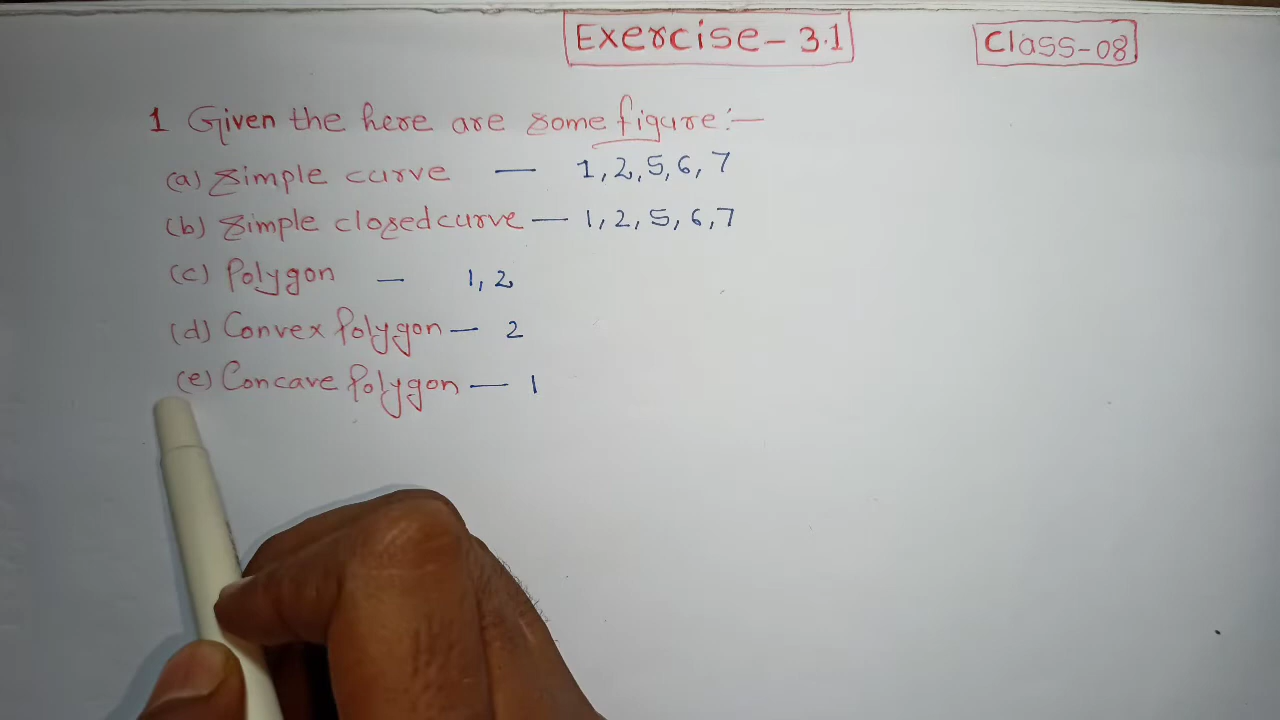 Exercise-3.1
Class-08
1 Given the here are some figure:-
(a) Simple curve — 1,2,5,6,7
(b) Simple closed curve — 1,2,5,6,7
(c) Polygon — 1,2
(d) Convex Polygon — 2
(e) Concave Polygon — 1